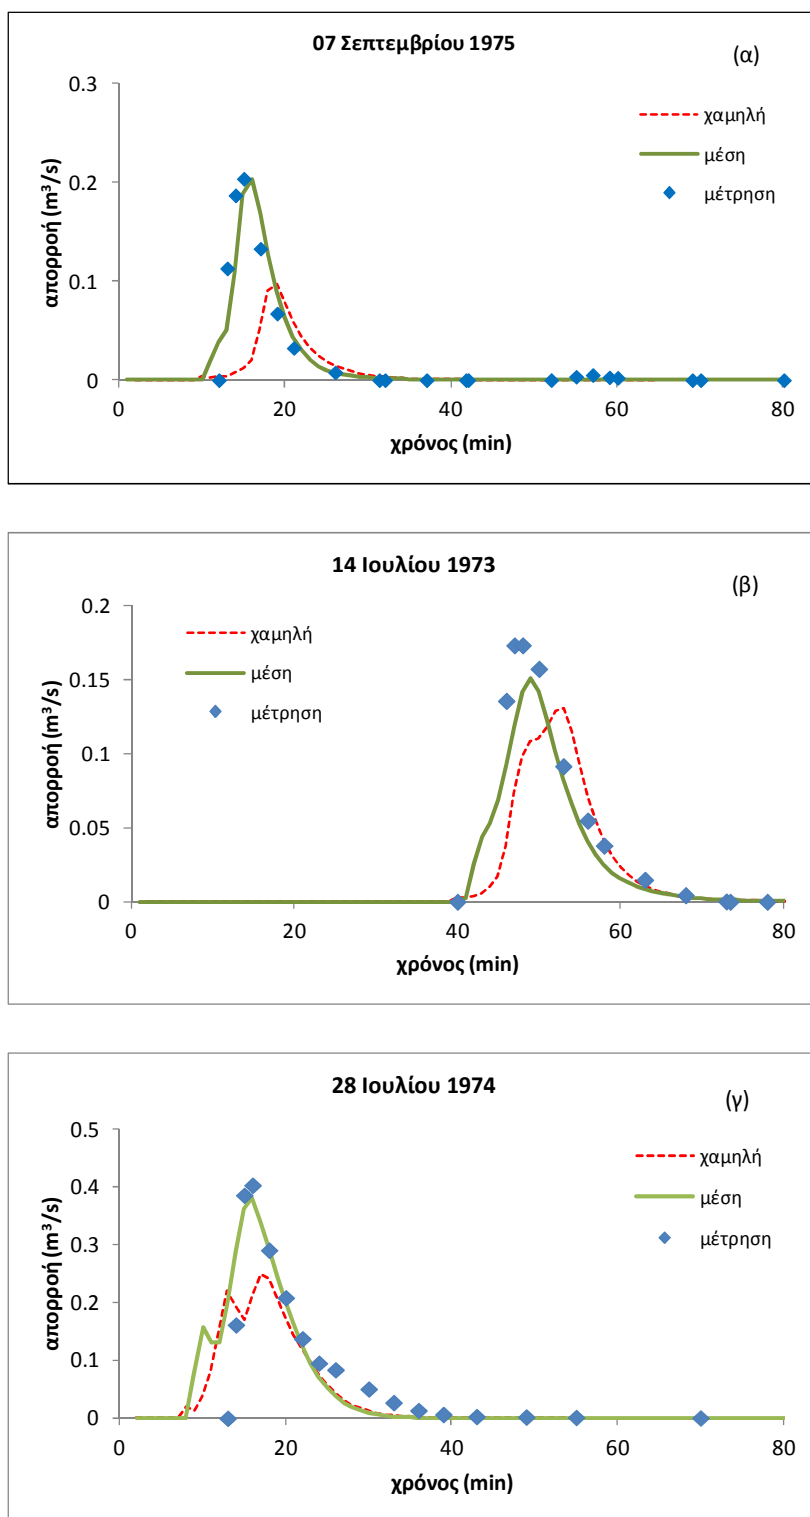 07 Σεπτεμβρίου 1975
(α)
0.3
0.2
0.1
0
απορροή (m³/s)
χαμηλή
μέση
μέτρηση
0 20 40 60 80
χρόνος (min)
14 Ιουλίου 1973
(β)
0.2
0.15
0.1
0.05
0
απορροή (m³/s)
χαμηλή
μέση
μέτρηση
0 20 40 60 80
χρόνος (min)
28 Ιουλίου 1974
(γ)
0.5
0.4
0.3
0.2
0.1
0
απορροή (m³/s)
χαμηλή
μέση
μέτρηση
0 20 40 60 80
χρόνος (min)